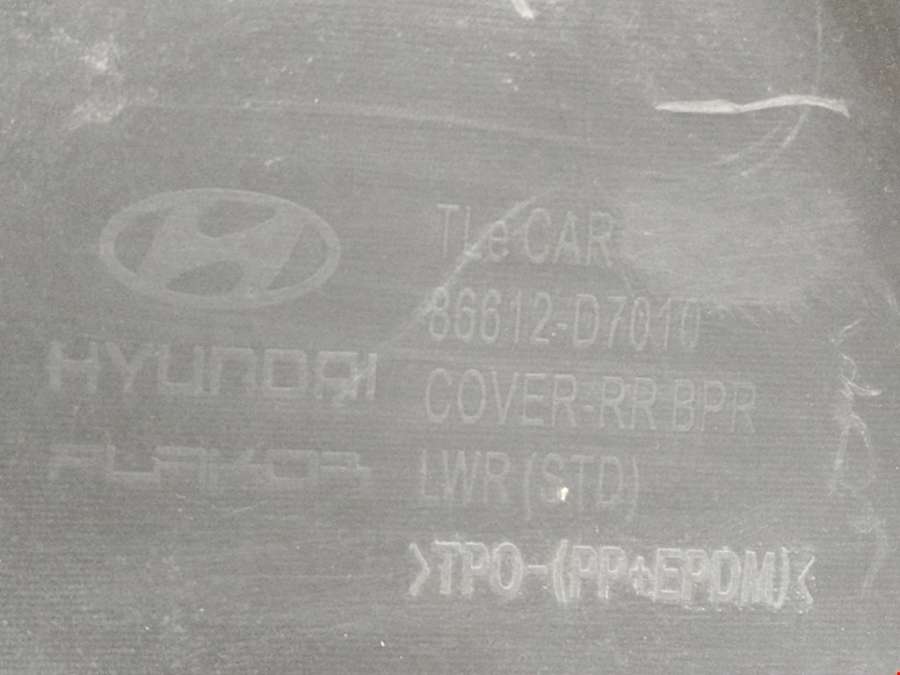 HYUNDAI
TLe CAR
86612-D7010
COVER-RR BPR
LWR (STD)
>TPO-(PP+EPDM)<